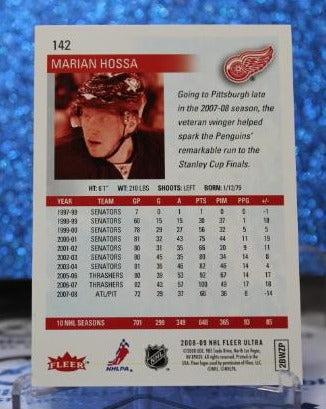 142
MARIAN HOSSA
Going to Pittsburgh late
in the 2007-08 season, the
veteran winger helped
spark the Penguins'
remarkable run to the
Stanley Cup Finals.
HT: 6'1" WT: 210 LBS SHOOTS: LEFT BORN: 1/12/79
YEAR TEAM GP G A PTS PIM PPG +/-
1997-98 SENATORS 7 0 1 1 0 0 -1
1998-99 SENATORS 60 15 15 30 37 1 18
1999-00 SENATORS 78 29 27 56 32 5 5
2000-01 SENATORS 81 32 43 75 44 11 19
2001-02 SENATORS 80 31 35 66 50 9 11
2002-03 SENATORS 80 45 35 80 34 14 8
2003-04 SENATORS 81 36 46 82 46 14 4
2005-06 THRASHERS 80 39 53 92 67 14 17
2006-07 THRASHERS 82 43 57 100 49 17 18
2007-08 ATL/PIT 72 29 37 66 36 8 -14
10 NHL SEASONS 701 299 349 648 365 93 85
2008-09 NHL FLEER ULTRA
FLEER
NHLPA
NHL
2BWZP